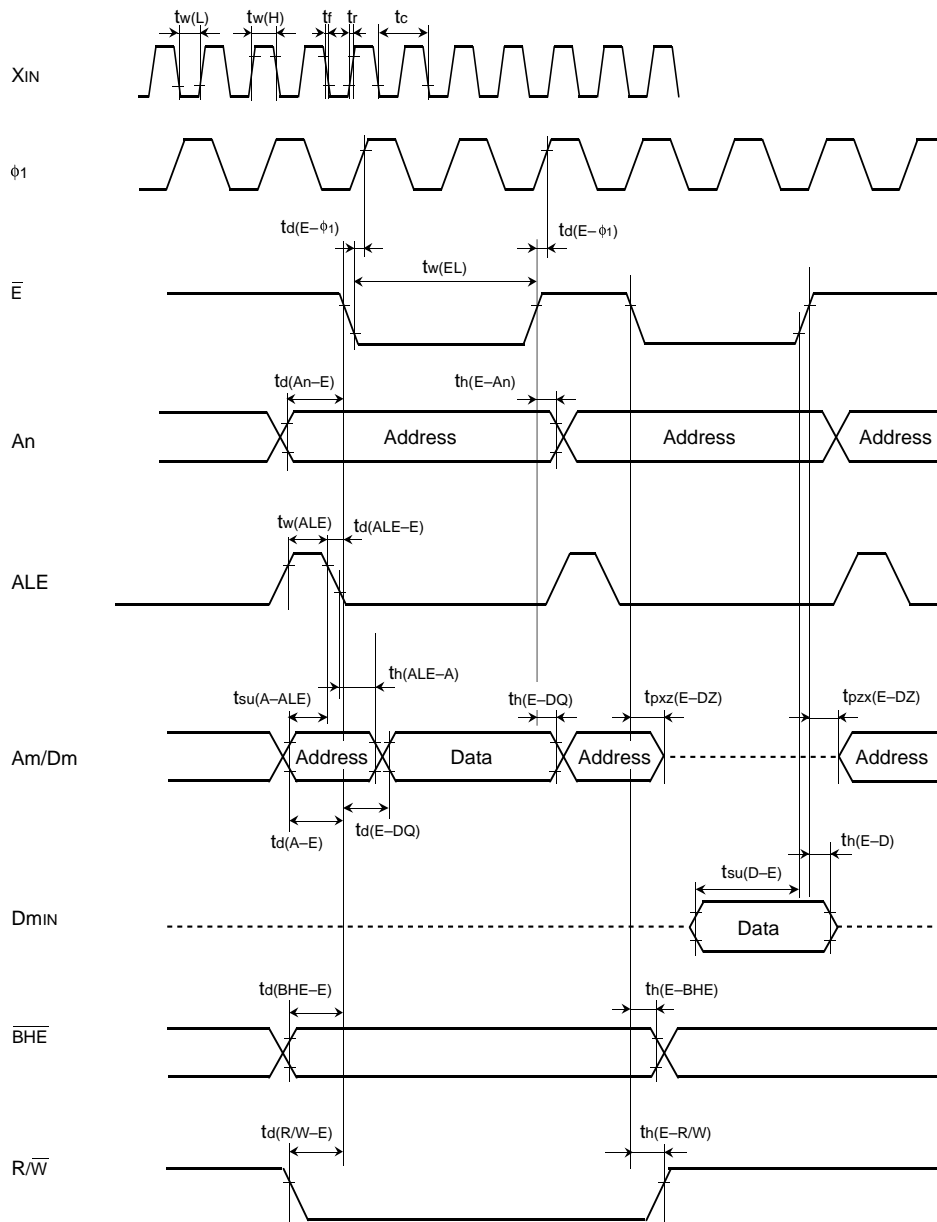 tw(L) tw(H) tf tr tc
XIN
ϕ1
td(E–ϕ1) td(E–ϕ1)
tw(EL)
E̅
td(An–E) th(E–An)
An Address Address Address
tw(ALE) td(ALE–E)
ALE
th(ALE–A)
tsu(A–ALE) th(E–DQ) tpxz(E–DZ) tpzx(E–DZ)
Am/Dm Address Data Address Address
td(A–E) td(E–DQ)
th(E–D)
tsu(D–E)
DmIN Data
td(BHE–E) th(E–BHE)
B̅H̅E̅
td(R/W–E) th(E–R/W)
R/W̅